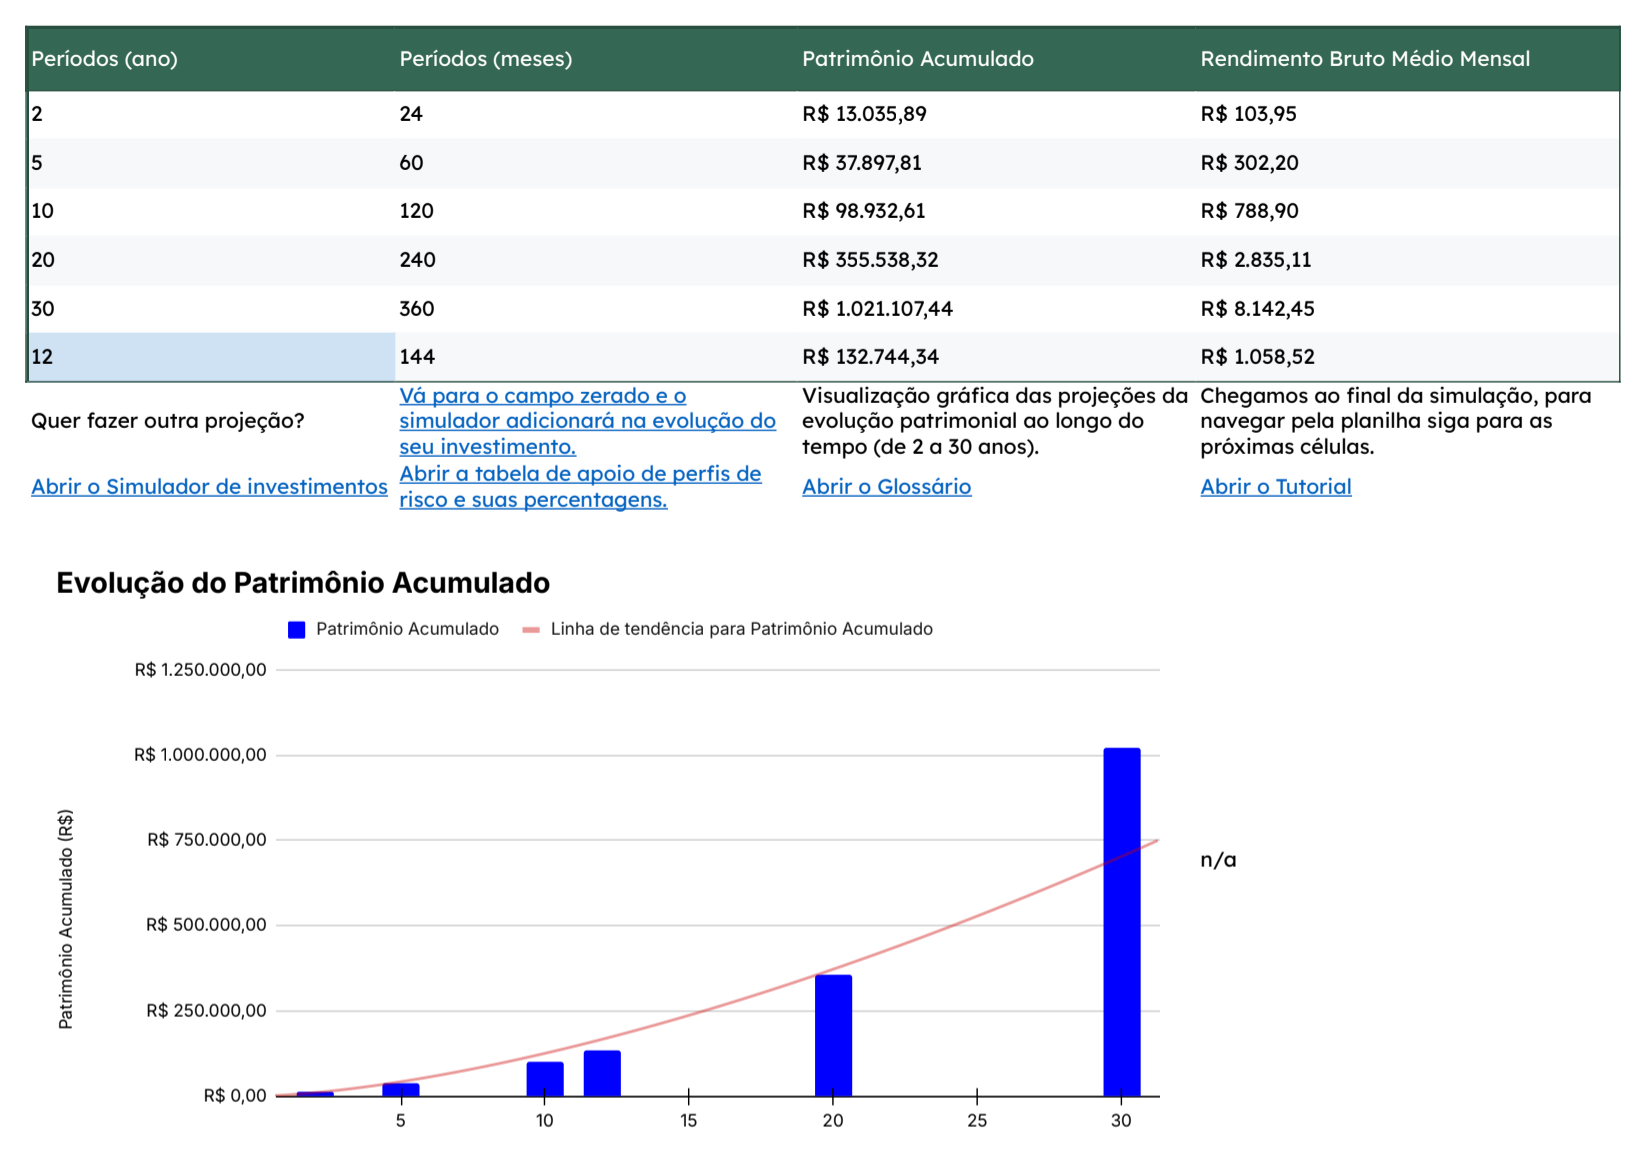 Períodos (ano) Períodos (meses) Patrimônio Acumulado Rendimento Bruto Médio Mensal
2 24 R$ 13.035,89 R$ 103,95
5 60 R$ 37.897,81 R$ 302,20
10 120 R$ 98.932,61 R$ 788,90
20 240 R$ 355.538,32 R$ 2.835,11
30 360 R$ 1.021.107,44 R$ 8.142,45
12 144 R$ 132.744,34 R$ 1.058,52
Quer fazer outra projeção?
Vá para o campo zerado e o
simulador adicionará na evolução do
seu investimento.
Visualização gráfica das projeções da
evolução patrimonial ao longo do
tempo (de 2 a 30 anos).
Chegamos ao final da simulação, para
navegar pela planilha siga para as
próximas células.
Abrir o Simulador de investimentos
Abrir a tabela de apoio de perfis de
risco e suas percentagens.
Abrir o Glossário
Abrir o Tutorial
Evolução do Patrimônio Acumulado
Patrimônio Acumulado Linha de tendência para Patrimônio Acumulado
Patrimônio Acumulado (R$)
R$ 1.250.000,00
R$ 1.000.000,00
R$ 750.000,00
R$ 500.000,00
R$ 250.000,00
R$ 0,00
5 10 15 20 25 30
n/a